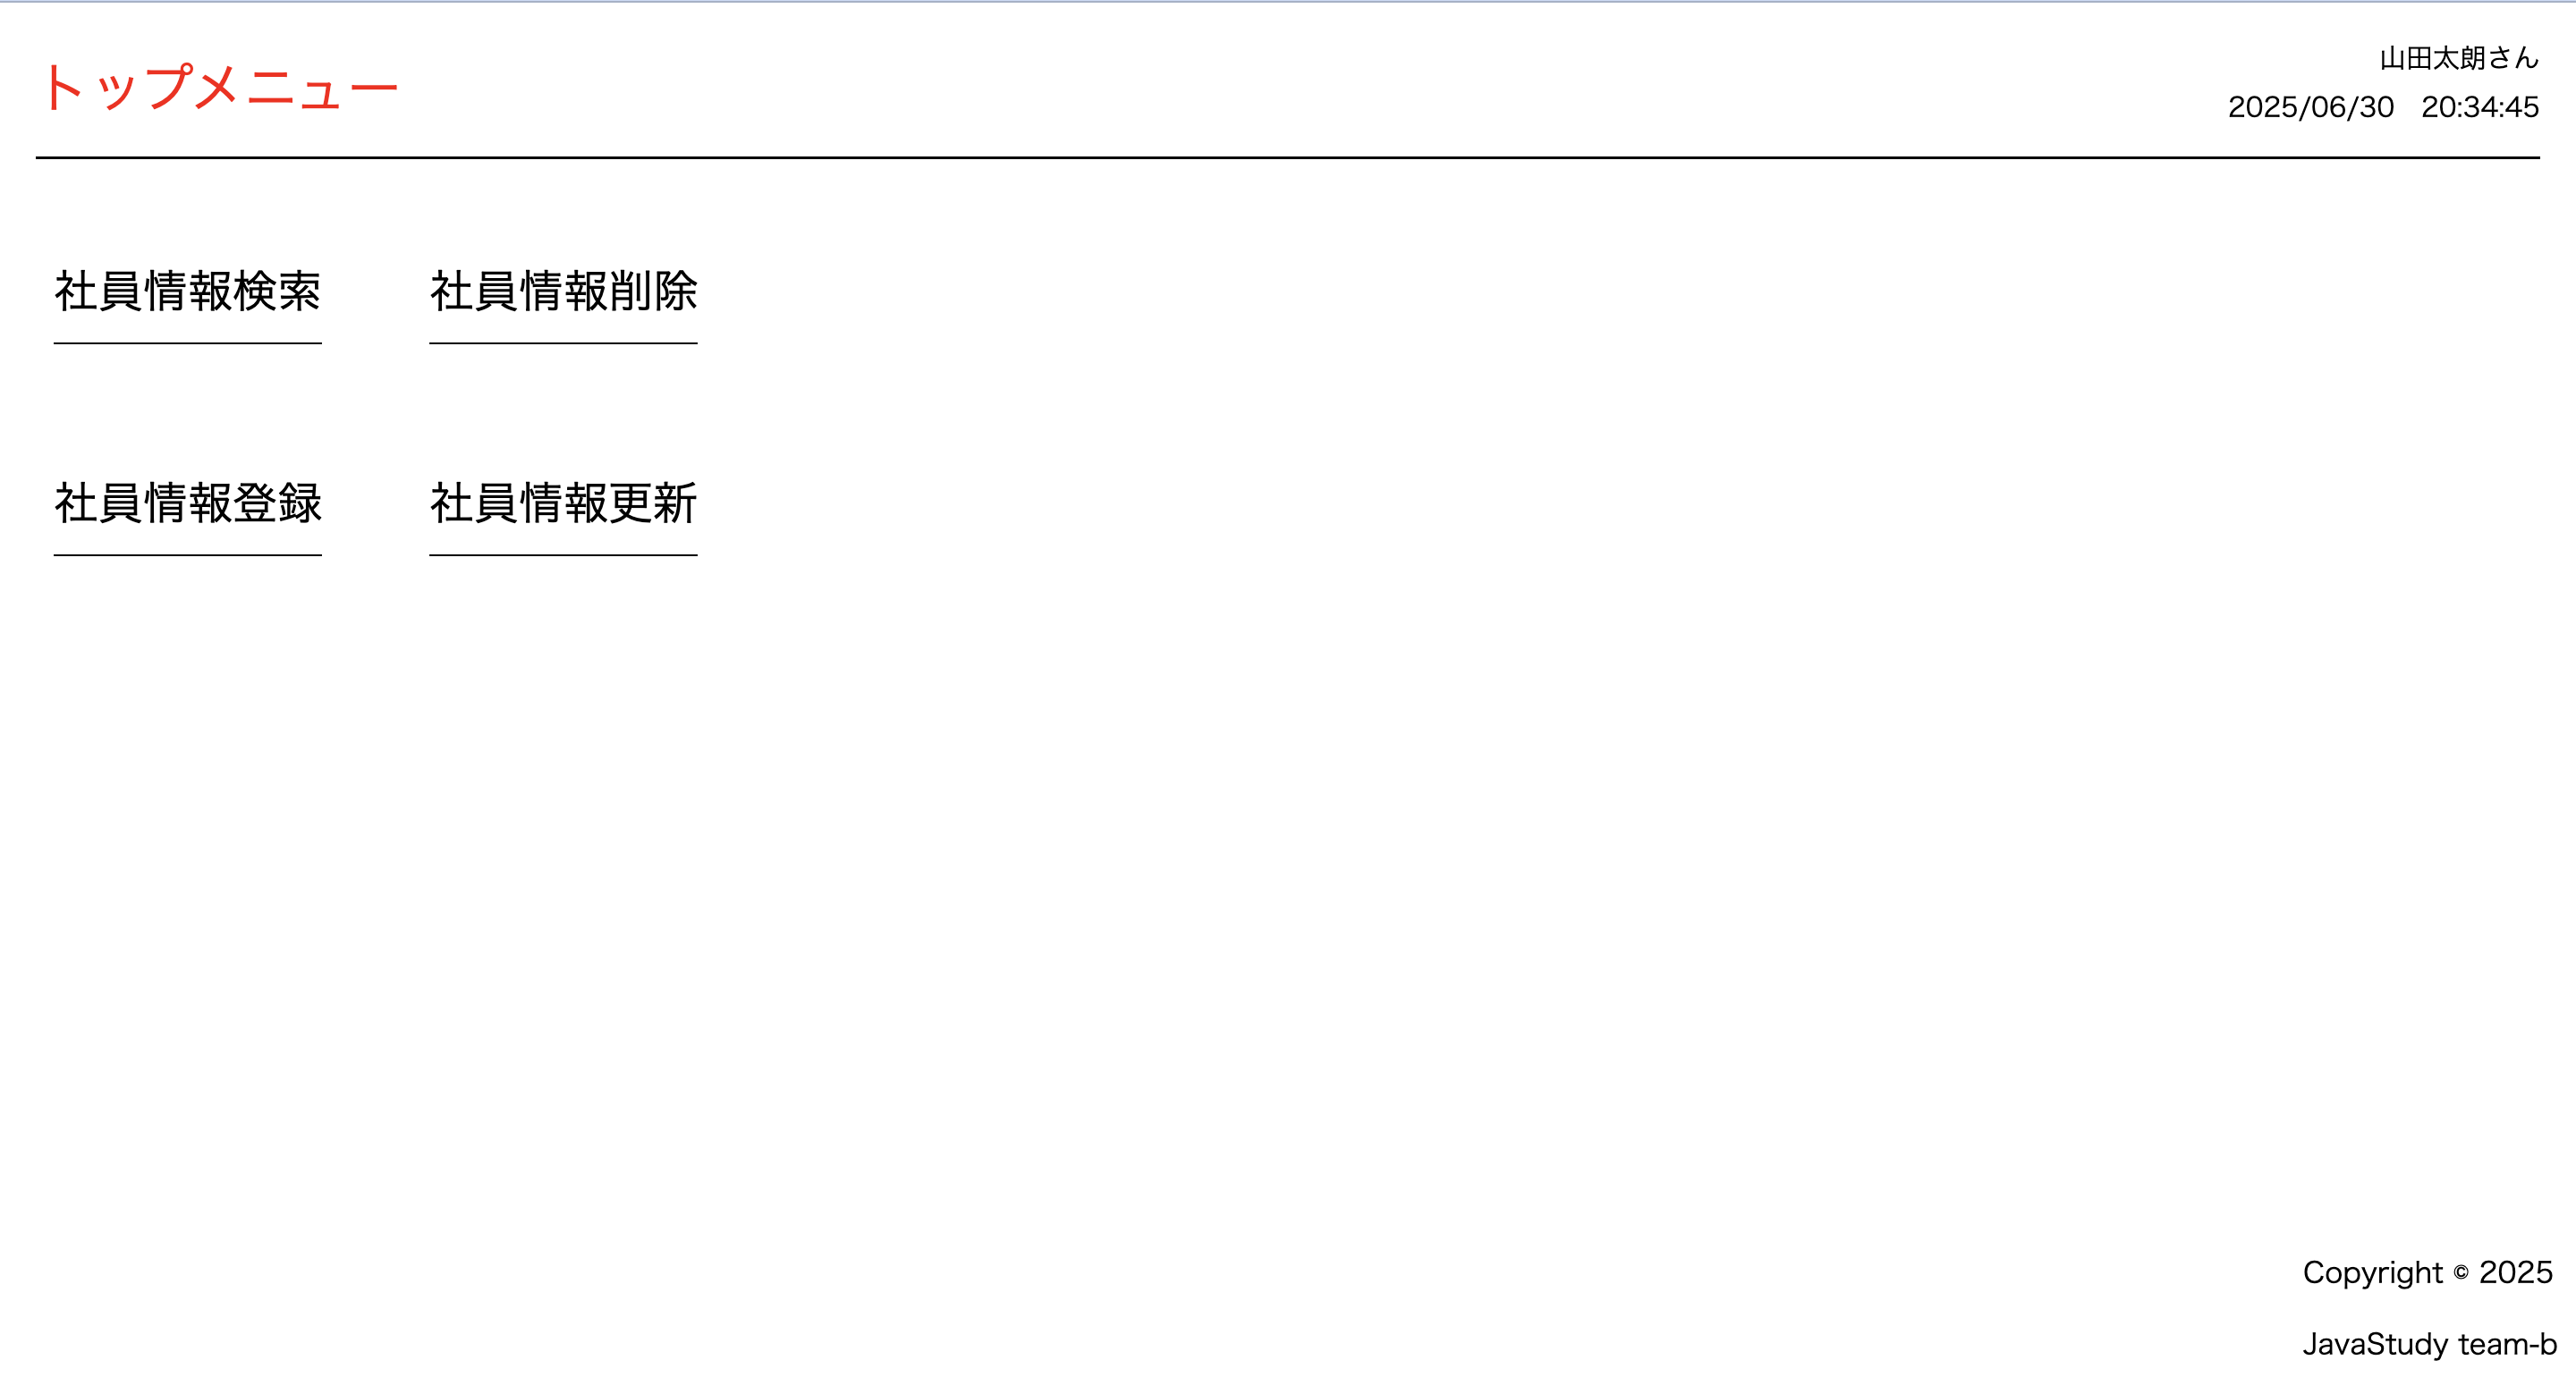 トップメニュー
山田太朗さん
2025/06/30 20:34:45
社員情報検索 社員情報削除
社員情報登録 社員情報更新
Copyright © 2025
JavaStudy team-b